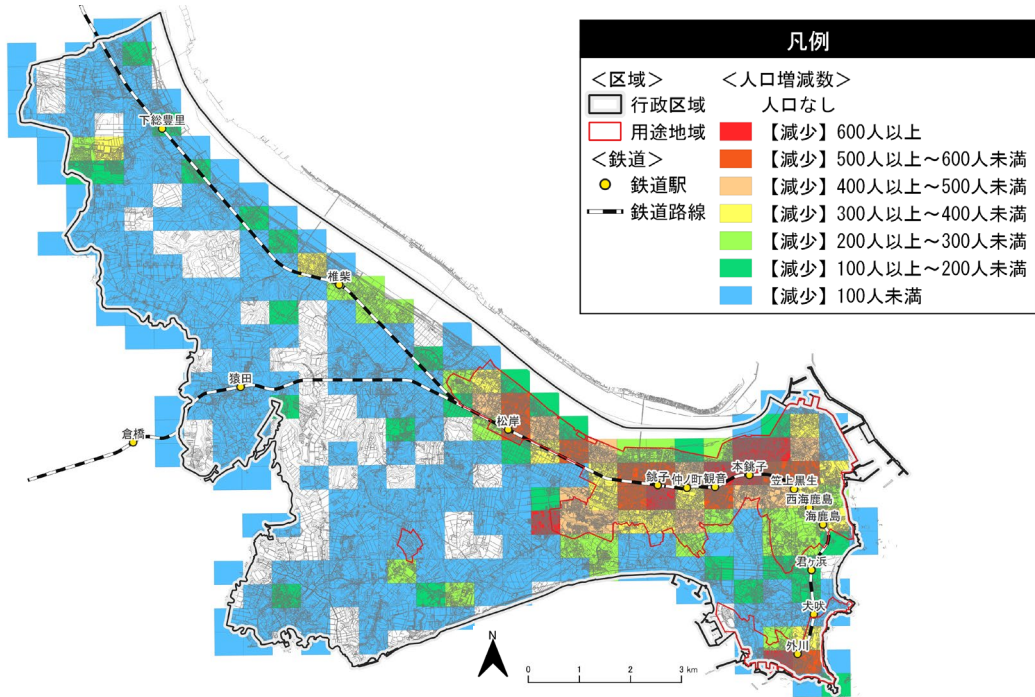 凡例
＜区域＞
行政区域
用途地域
＜鉄道＞
鉄道駅
鉄道路線
＜人口増減数＞
人口なし
【減少】600人以上
【減少】500人以上～600人未満
【減少】400人以上～500人未満
【減少】300人以上～400人未満
【減少】200人以上～300人未満
【減少】100人以上～200人未満
【減少】100人未満
下総豊里
椎柴
猿田
倉橋
松岸
銚子
仲ノ町
観音
本銚子
笠上黒生
西海鹿島
海鹿島
君ヶ浜
犬吠
外川
N
0 1 2 3 km